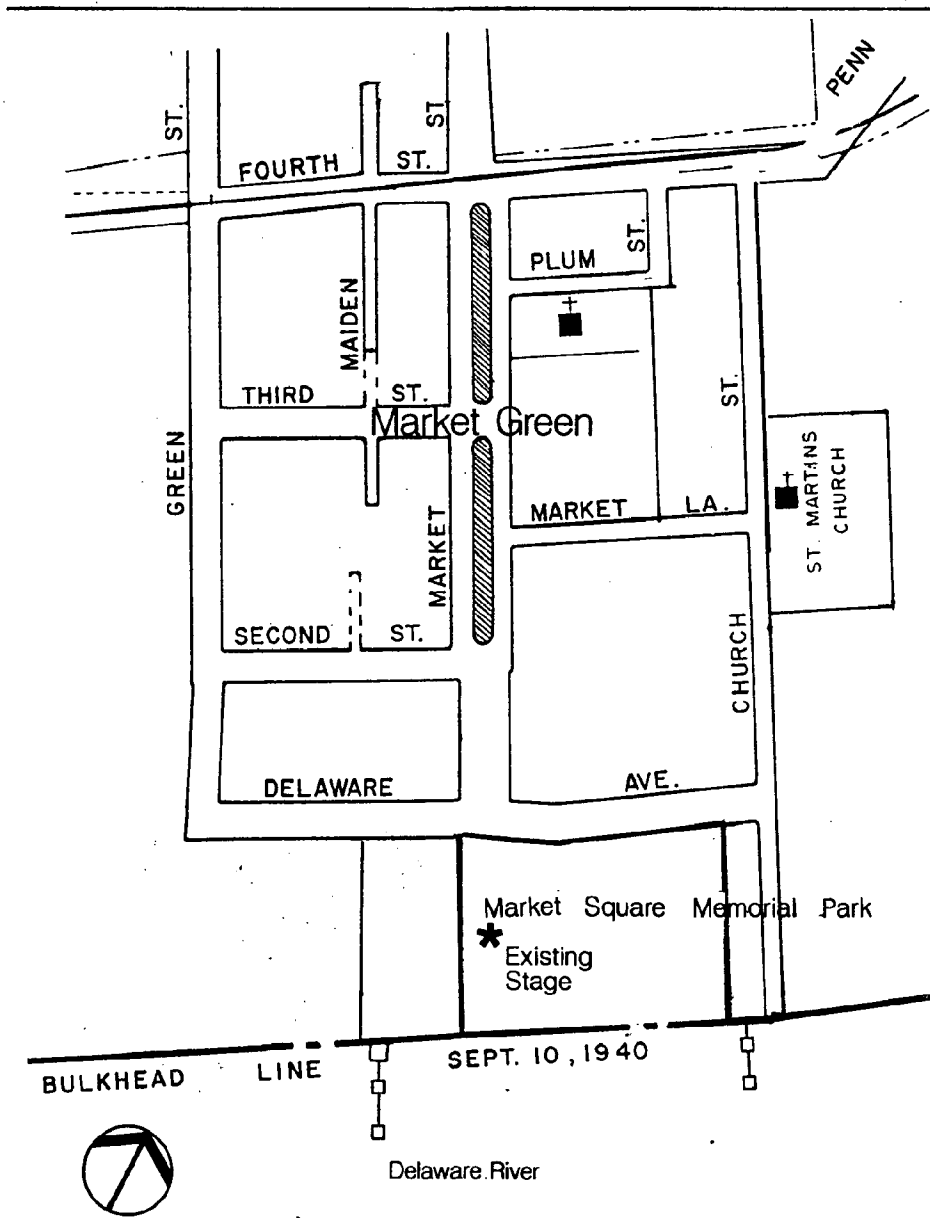 PENN
ST.
ST.
FOURTH ST.
PLUM ST.
MAIDEN
THIRD ST.
Market Green
GREEN
MARKET
MARKET LA.
ST.
ST. MARTINS
CHURCH
SECOND ST.
CHURCH
DELAWARE AVE.
Market Square Memorial Park
Existing
Stage
BULKHEAD LINE SEPT. 10, 1940
Delaware River